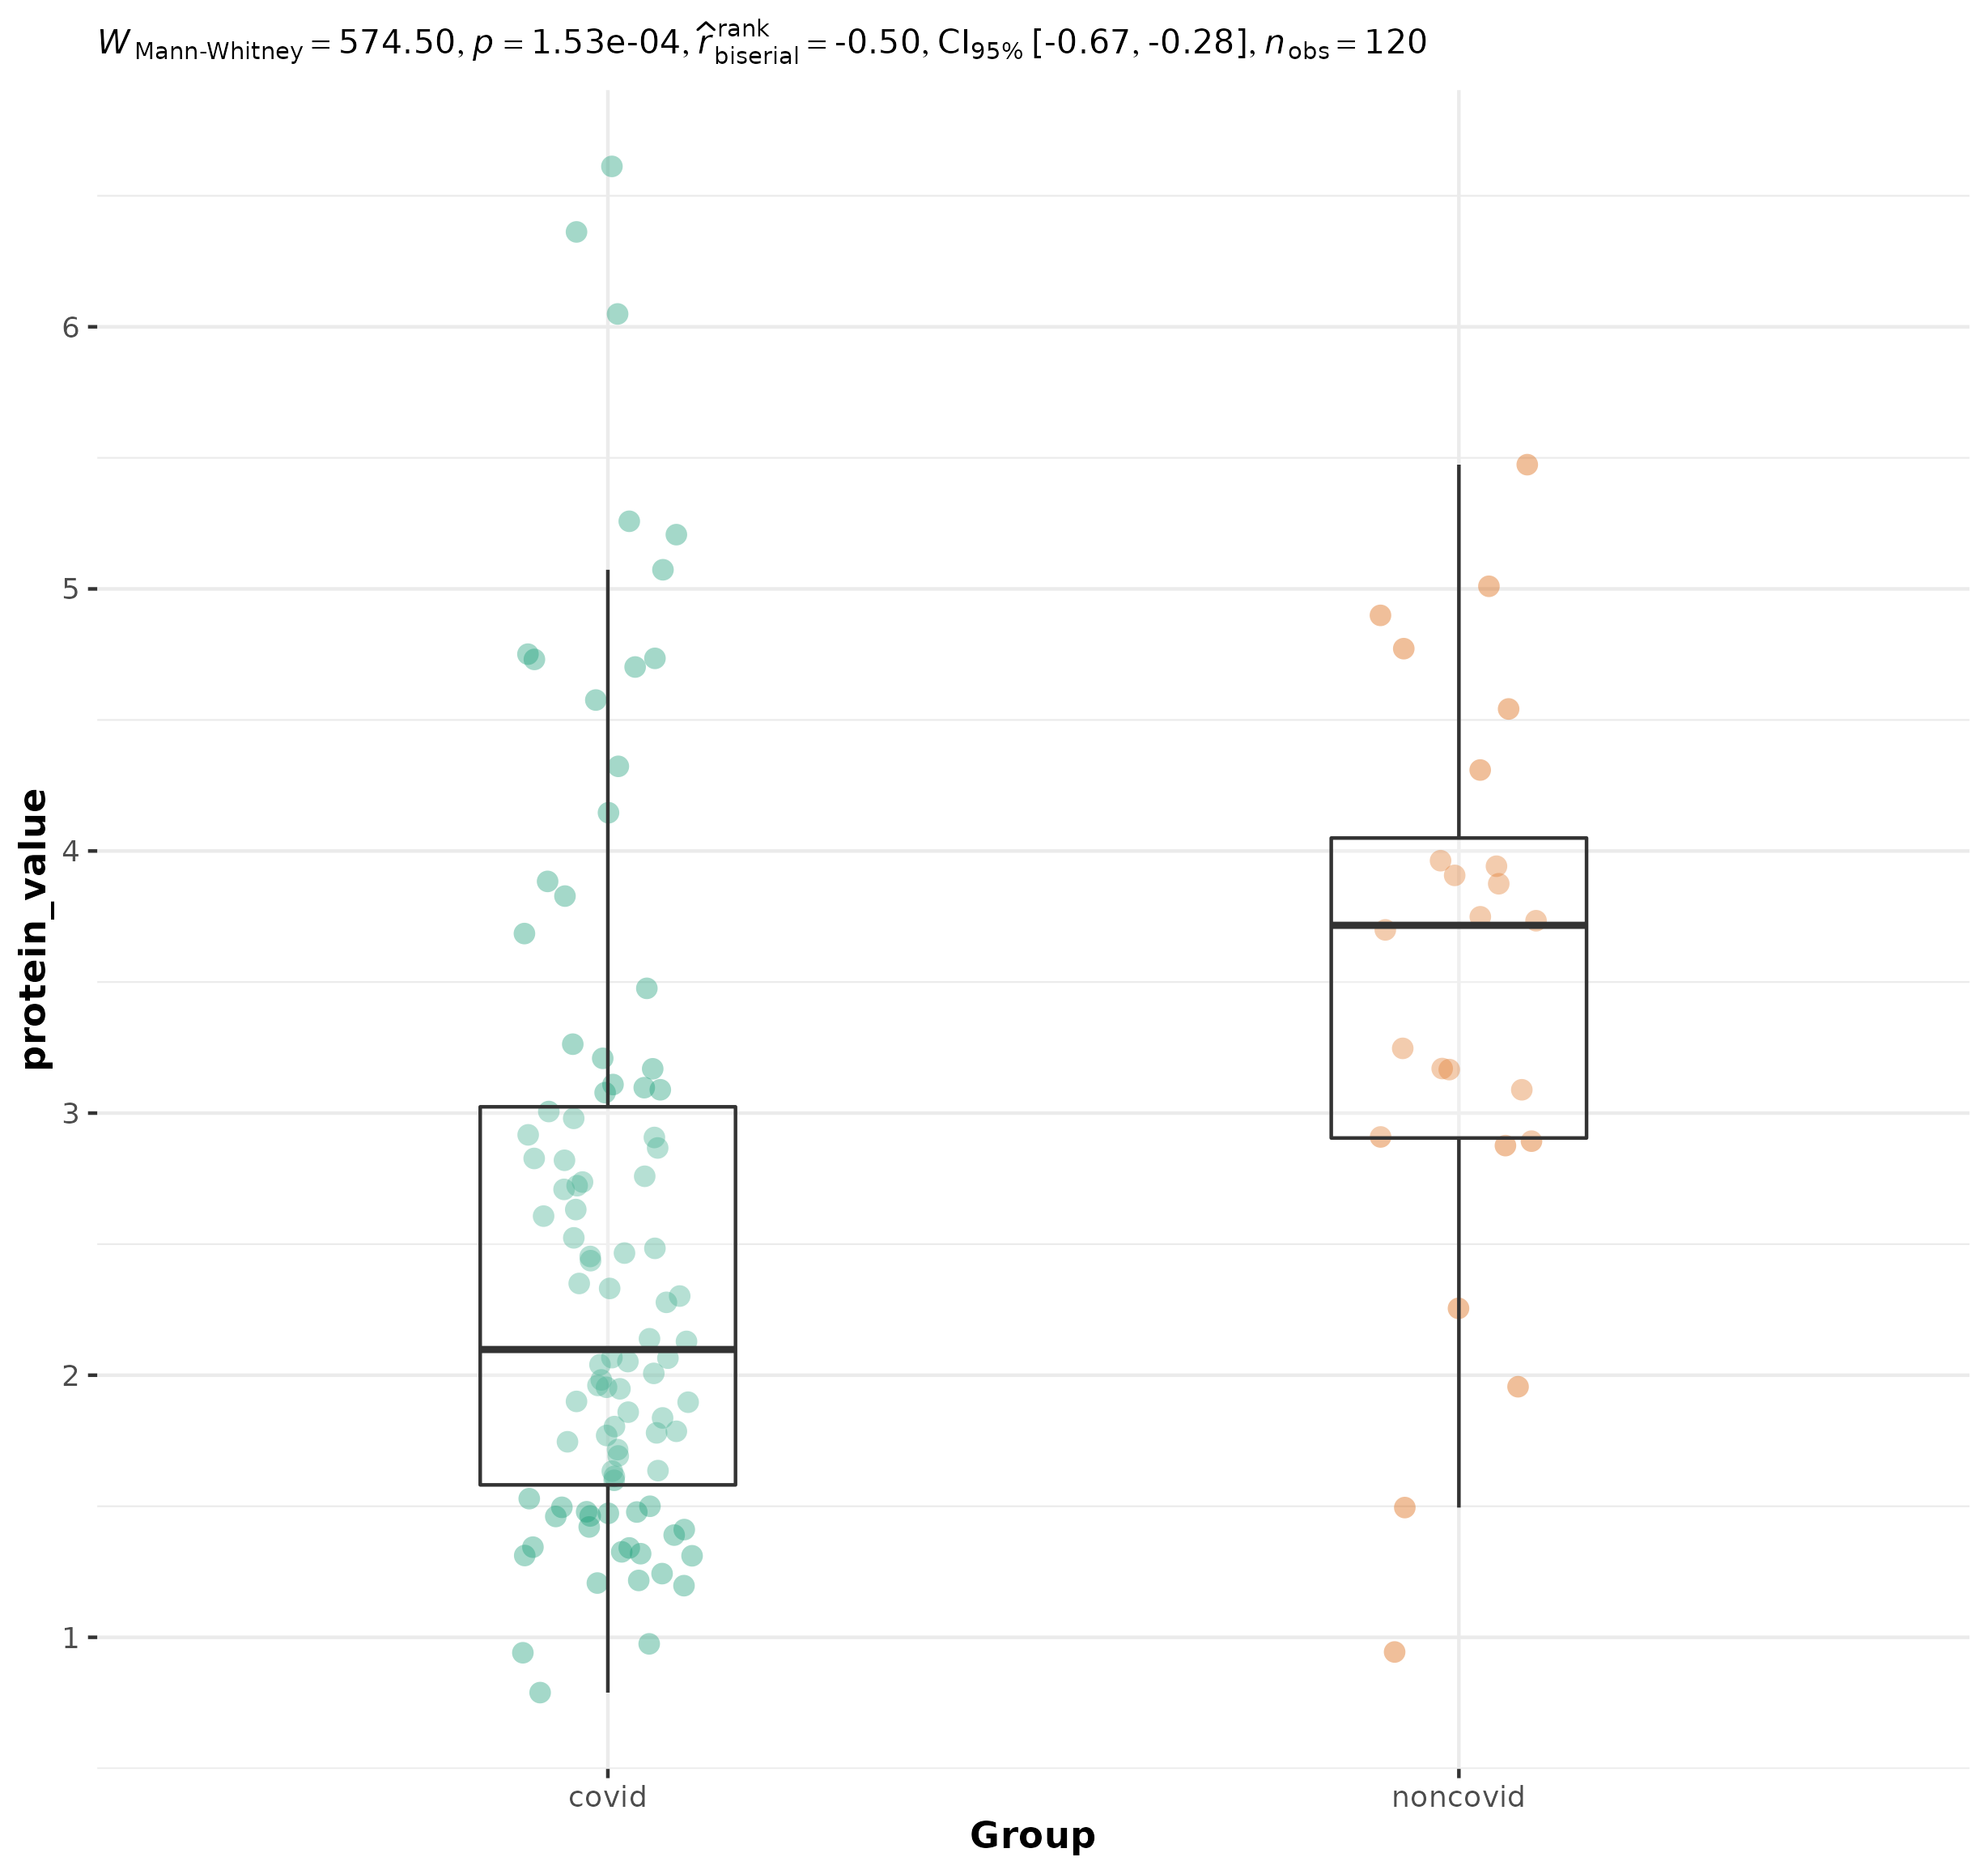 W Mann-Whitney = 574.50, p = 1.53e-04, r̂ rank biserial = -0.50, CI95% [-0.67, -0.28], n obs = 120
protein_value
6
5
4
3
2
1
covid noncovid
Group